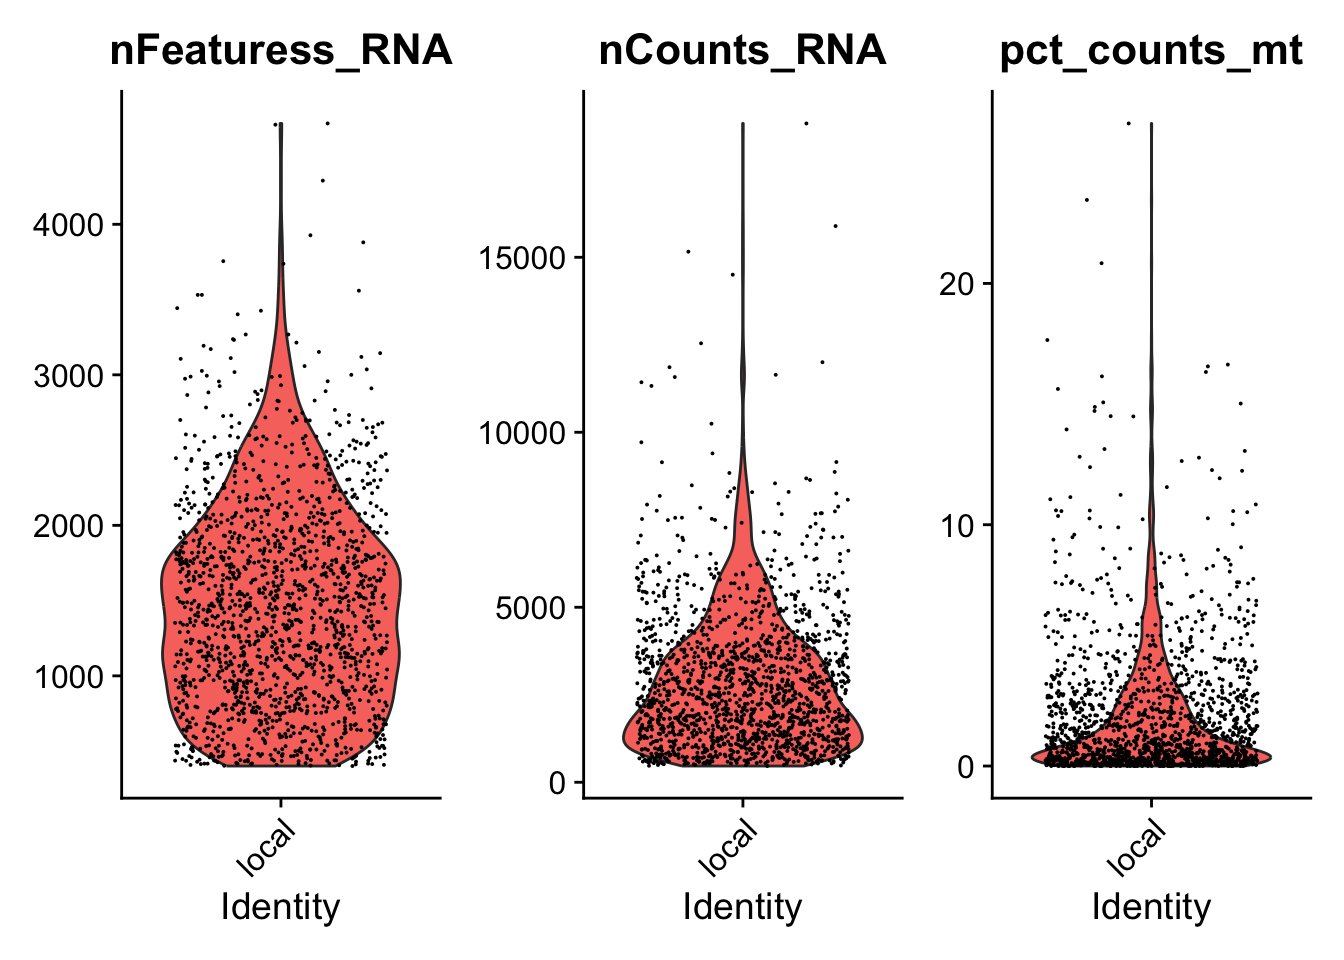 nFeaturess_RNA
4000
3000
2000
1000
local
Identity
nCounts_RNA
15000
10000
5000
0
local
Identity
pct_counts_mt
20
10
0
local
Identity